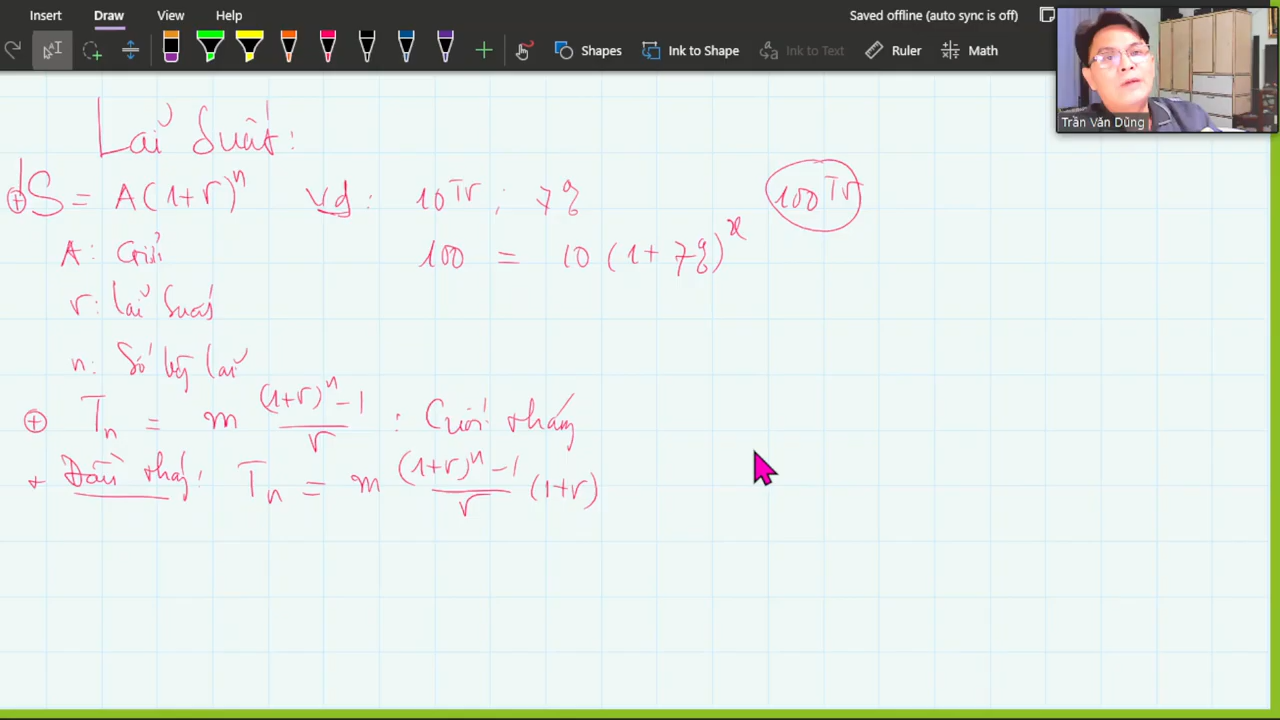 Insert Draw View Help Saved offline (auto sync is off)
Shapes Ink to Shape Ink to Text Ruler Math
Trần Văn Dũng
Lãi Suất:
S = A(1+r)^n vd: 10 Tr ; 7% 100 Tr
A: Gửi 100 = 10 (1+7%)^x
r: lãi Suất
n: Số kỳ lãi
T_n = m ((1+r)^n -1)/r : Cuối tháng
+ Đầu tháng: T_n = m ((1+r)^n -1)/r (1+r)